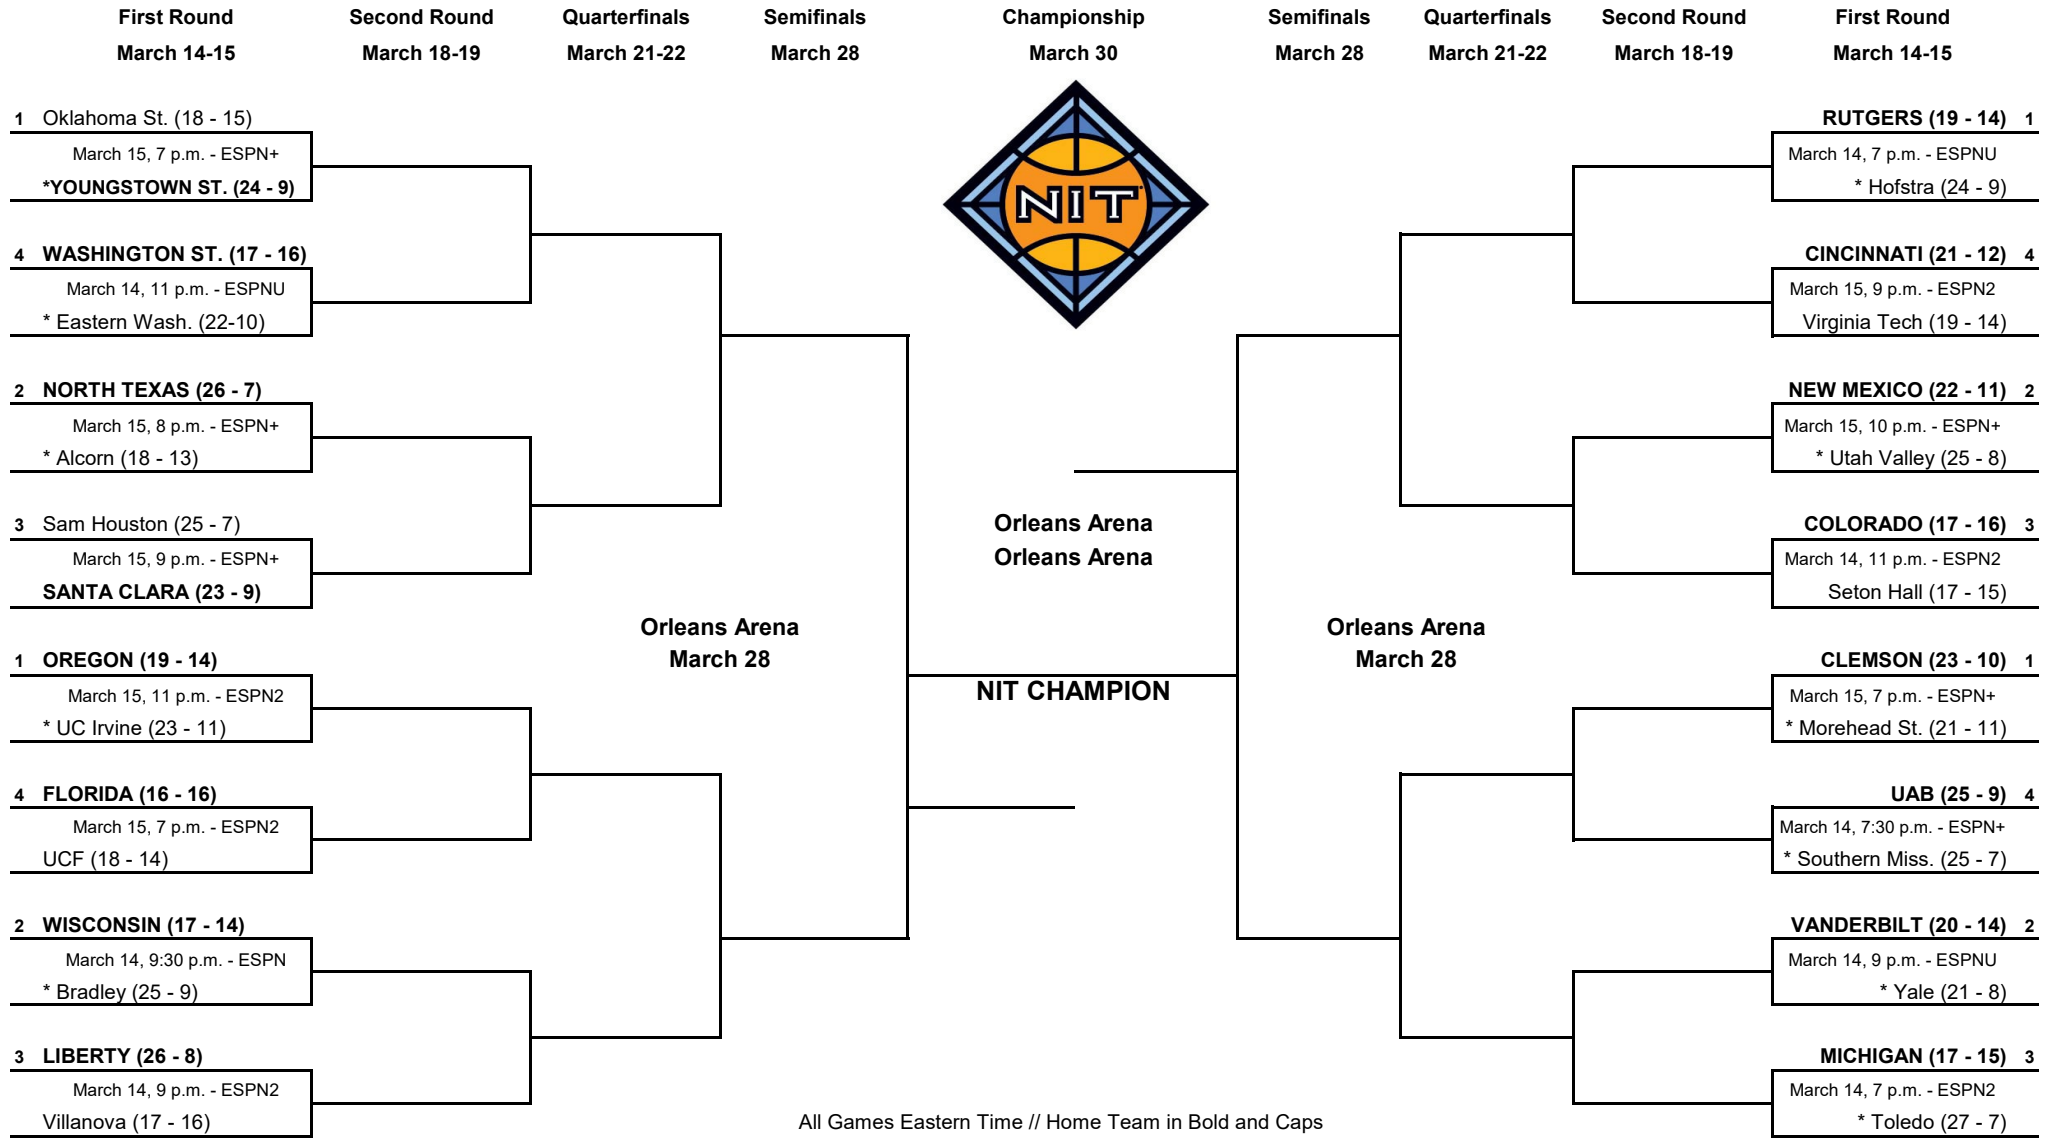 First Round
Second Round
Quarterfinals
Semifinals
Championship
Semifinals
Quarterfinals
Second Round
First Round
March 14-15
March 18-19
March 21-22
March 28
March 30
March 28
March 21-22
March 18-19
March 14-15
1 Oklahoma St. (18 - 15)
March 15, 7 p.m. - ESPN+
*YOUNGSTOWN ST. (24 - 9)
4 WASHINGTON ST. (17 - 16)
March 14, 11 p.m. - ESPNU
* Eastern Wash. (22-10)
2 NORTH TEXAS (26 - 7)
March 15, 8 p.m. - ESPN+
* Alcorn (18 - 13)
3 Sam Houston (25 - 7)
March 15, 9 p.m. - ESPN+
SANTA CLARA (23 - 9)
1 OREGON (19 - 14)
March 15, 11 p.m. - ESPN2
* UC Irvine (23 - 11)
4 FLORIDA (16 - 16)
March 15, 7 p.m. - ESPN2
UCF (18 - 14)
2 WISCONSIN (17 - 14)
March 14, 9:30 p.m. - ESPN
* Bradley (25 - 9)
3 LIBERTY (26 - 8)
March 14, 9 p.m. - ESPN2
Villanova (17 - 16)
Orleans Arena
March 28
NIT
Orleans Arena
Orleans Arena
NIT CHAMPION
Orleans Arena
March 28
RUTGERS (19 - 14) 1
March 14, 7 p.m. - ESPNU
* Hofstra (24 - 9)
CINCINNATI (21 - 12) 4
March 15, 9 p.m. - ESPN2
Virginia Tech (19 - 14)
NEW MEXICO (22 - 11) 2
March 15, 10 p.m. - ESPN+
* Utah Valley (25 - 8)
COLORADO (17 - 16) 3
March 14, 11 p.m. - ESPN2
Seton Hall (17 - 15)
CLEMSON (23 - 10) 1
March 15, 7 p.m. - ESPN+
* Morehead St. (21 - 11)
UAB (25 - 9) 4
March 14, 7:30 p.m. - ESPN+
* Southern Miss. (25 - 7)
VANDERBILT (20 - 14) 2
March 14, 9 p.m. - ESPNU
* Yale (21 - 8)
MICHIGAN (17 - 15) 3
March 14, 7 p.m. - ESPN2
* Toledo (27 - 7)
All Games Eastern Time // Home Team in Bold and Caps